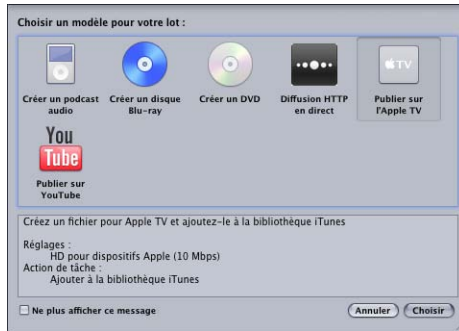 Choisir un modèle pour votre lot :
Créer un podcast audio
Créer un disque Blu-ray
Créer un DVD
Diffusion HTTP en direct
tv
Publier sur l'Apple TV
You Tube
Publier sur YouTube
Créez un fichier pour Apple TV et ajoutez-le à la bibliothèque iTunes
Réglages :
HD pour dispositifs Apple (10 Mbps)
Action de tâche :
Ajouter à la bibliothèque iTunes
Ne plus afficher ce message
Annuler
Choisir